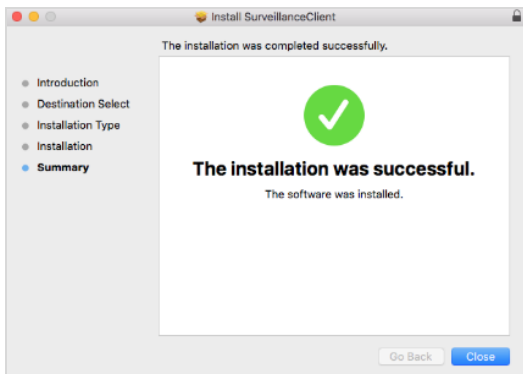 Install SurveillanceClient
The installation was completed successfully.
Introduction
Destination Select
Installation Type
Installation
Summary
The installation was successful.
The software was installed.
Go Back
Close